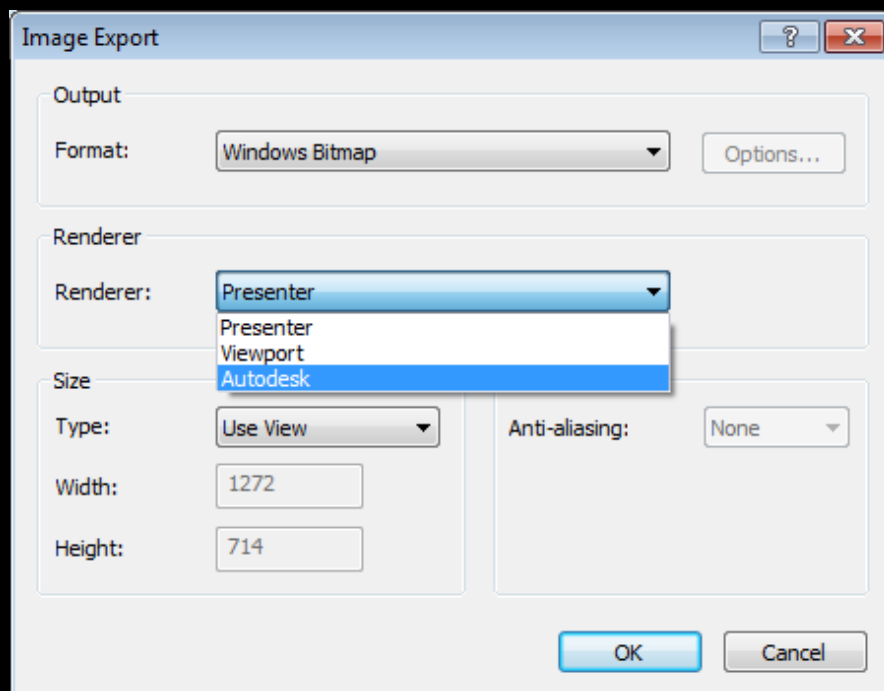 Image Export
Output
Format: Windows Bitmap Options...
Renderer
Renderer: Presenter
Presenter
Viewport
Autodesk
Size
Type: Use View Anti-aliasing: None
Width: 1272
Height: 714
OK Cancel